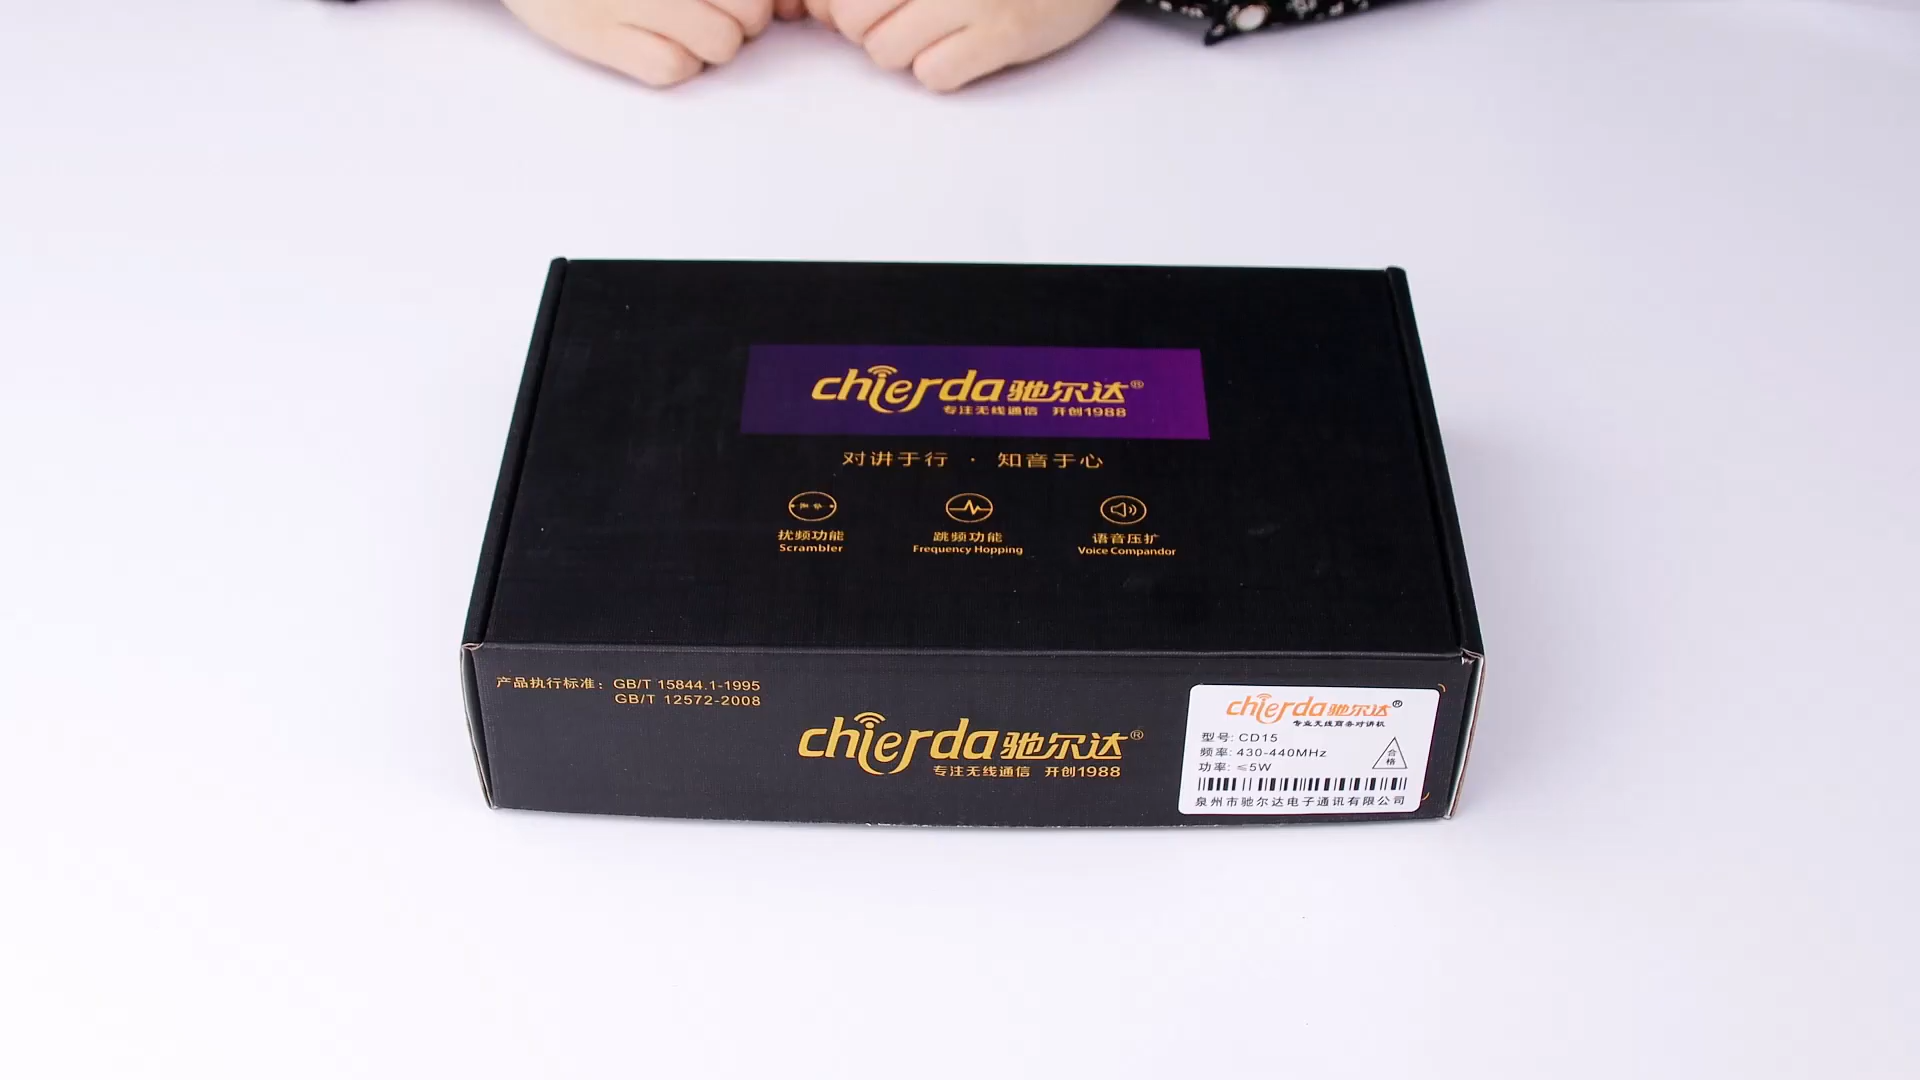 chierda驰尔达®
专注无线通信 开创1988
对讲于行 · 知音于心
扰频功能 跳频功能 语音压扩
Scrambler Frequency Hopping Voice Compandor
产品执行标准: GB/T 15844.1-1995
GB/T 12572-2008
chierda驰尔达®
专注无线通信 开创1988
chierda驰尔达®
专业无线商务对讲机
型号: CD15
频率: 430-440MHz
功率: ≤5W
合格
泉州市驰尔达电子通讯有限公司